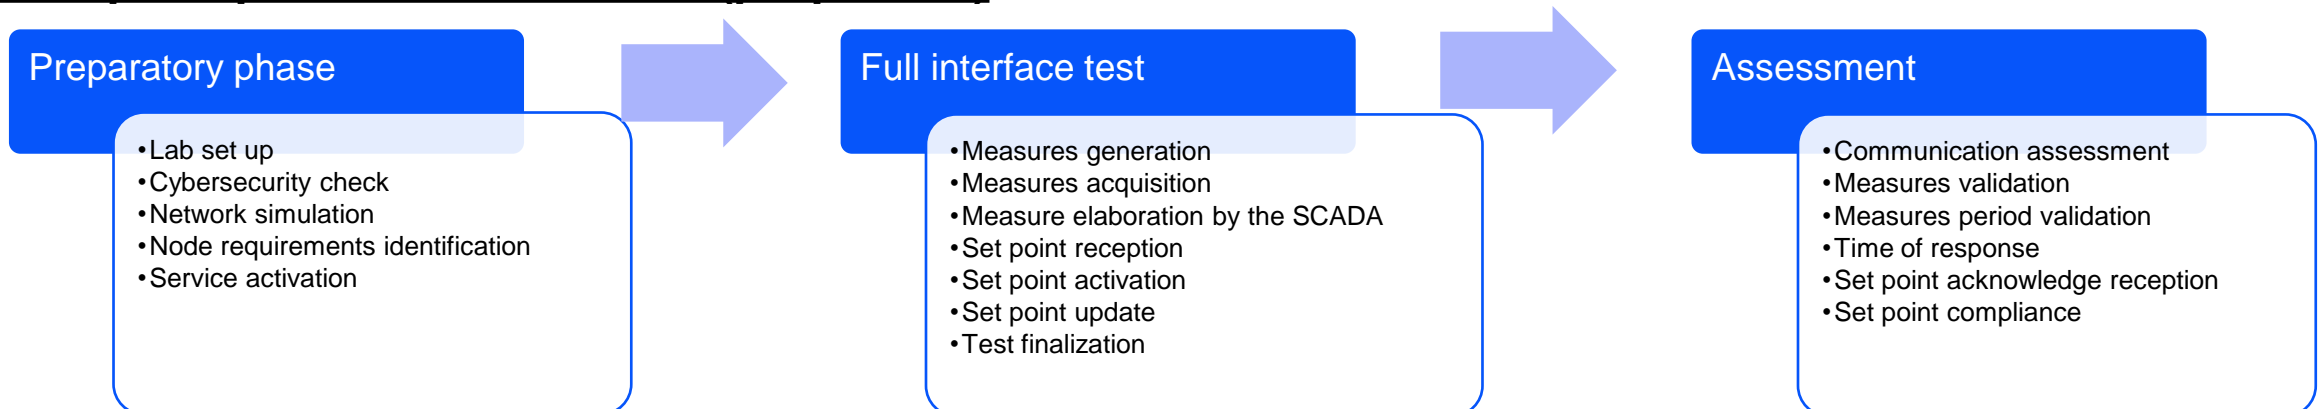 Preparatory phase
•Lab set up
•Cybersecurity check
•Network simulation
•Node requirements identification
•Service activation
Full interface test
•Measures generation
•Measures acquisition
•Measure elaboration by the SCADA
•Set point reception
•Set point activation
•Set point update
•Test finalization
Assessment
•Communication assessment
•Measures validation
•Measures period validation
•Time of response
•Set point acknowledge reception
•Set point compliance